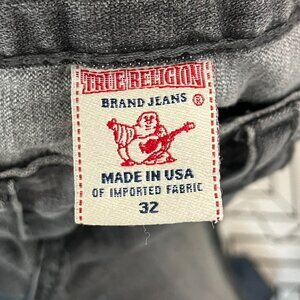 TRUE RELIGION
BRAND JEANS ®
MADE IN USA
OF IMPORTED FABRIC
32